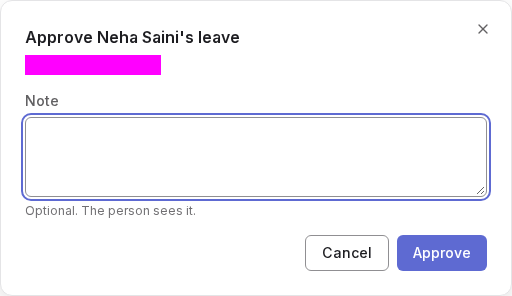 Approve Neha Saini's leave
Note
Optional. The person sees it.
Cancel
Approve